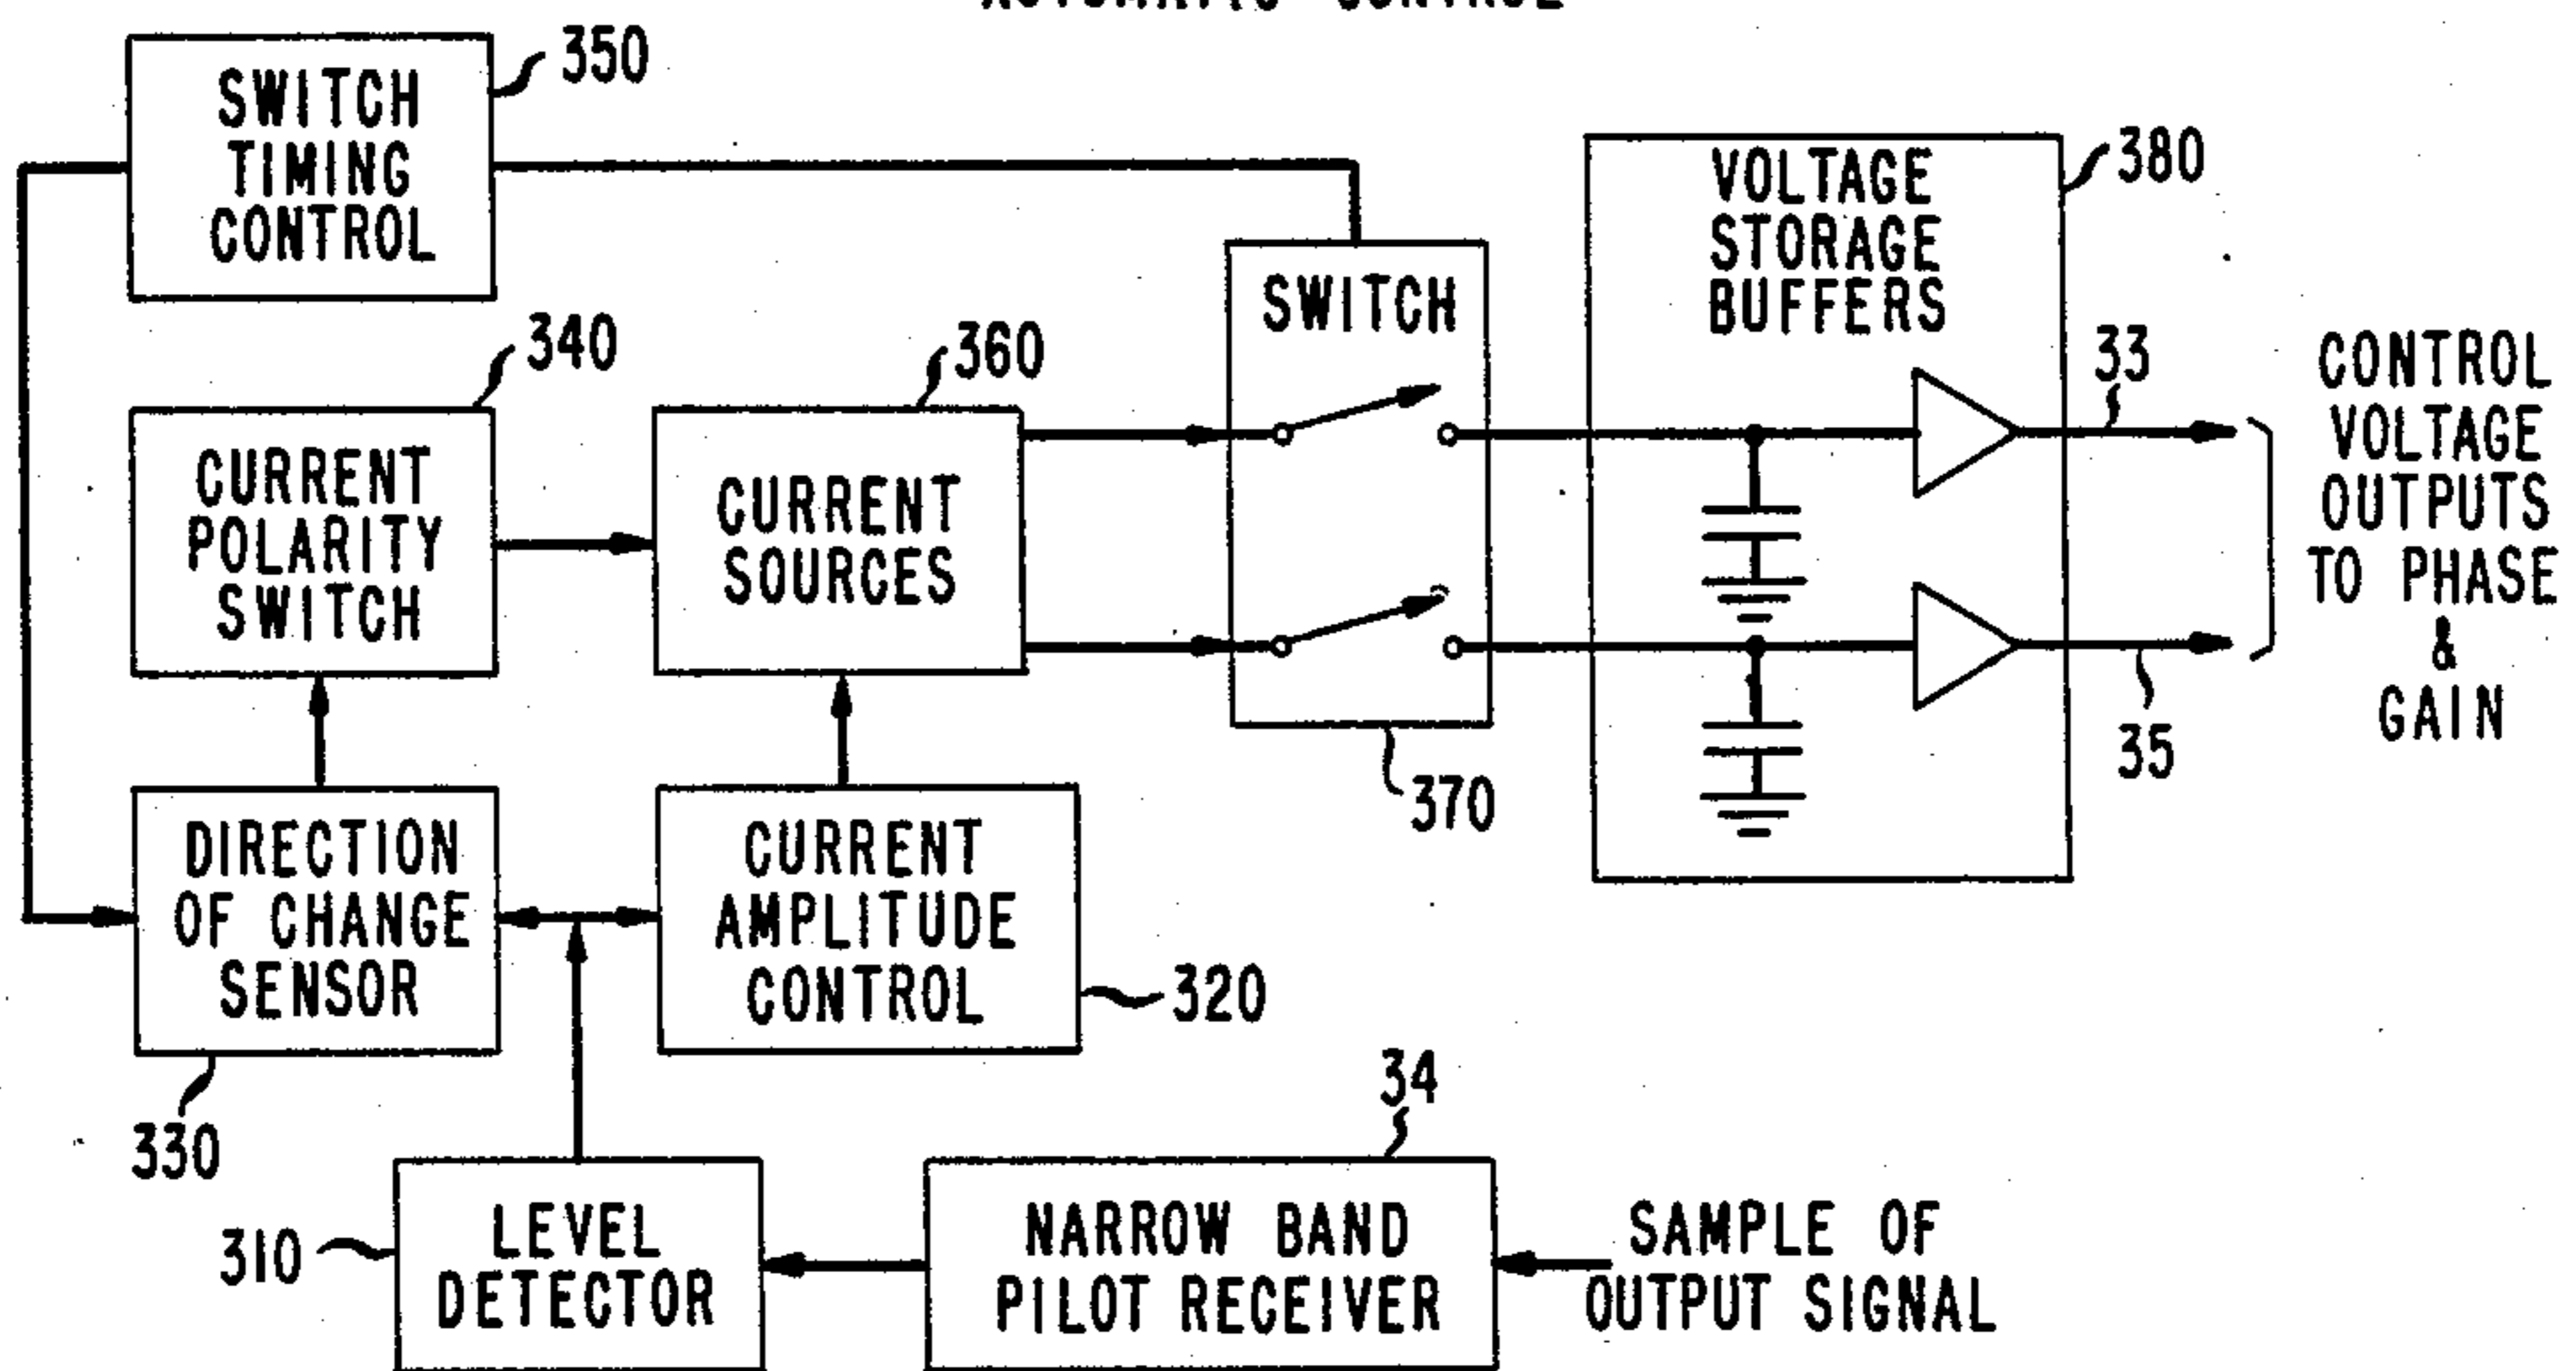 AUTOMATIC CONTROL
350
SWITCH
TIMING
CONTROL
380
VOLTAGE
STORAGE
BUFFERS
SWITCH
340
360
33
CONTROL
VOLTAGE
OUTPUTS
TO PHASE
&
GAIN
CURRENT
POLARITY
SWITCH
CURRENT
SOURCES
35
370
DIRECTION
OF CHANGE
SENSOR
CURRENT
AMPLITUDE
CONTROL
320
330
34
310
LEVEL
DETECTOR
NARROW BAND
PILOT RECEIVER
SAMPLE OF
OUTPUT SIGNAL